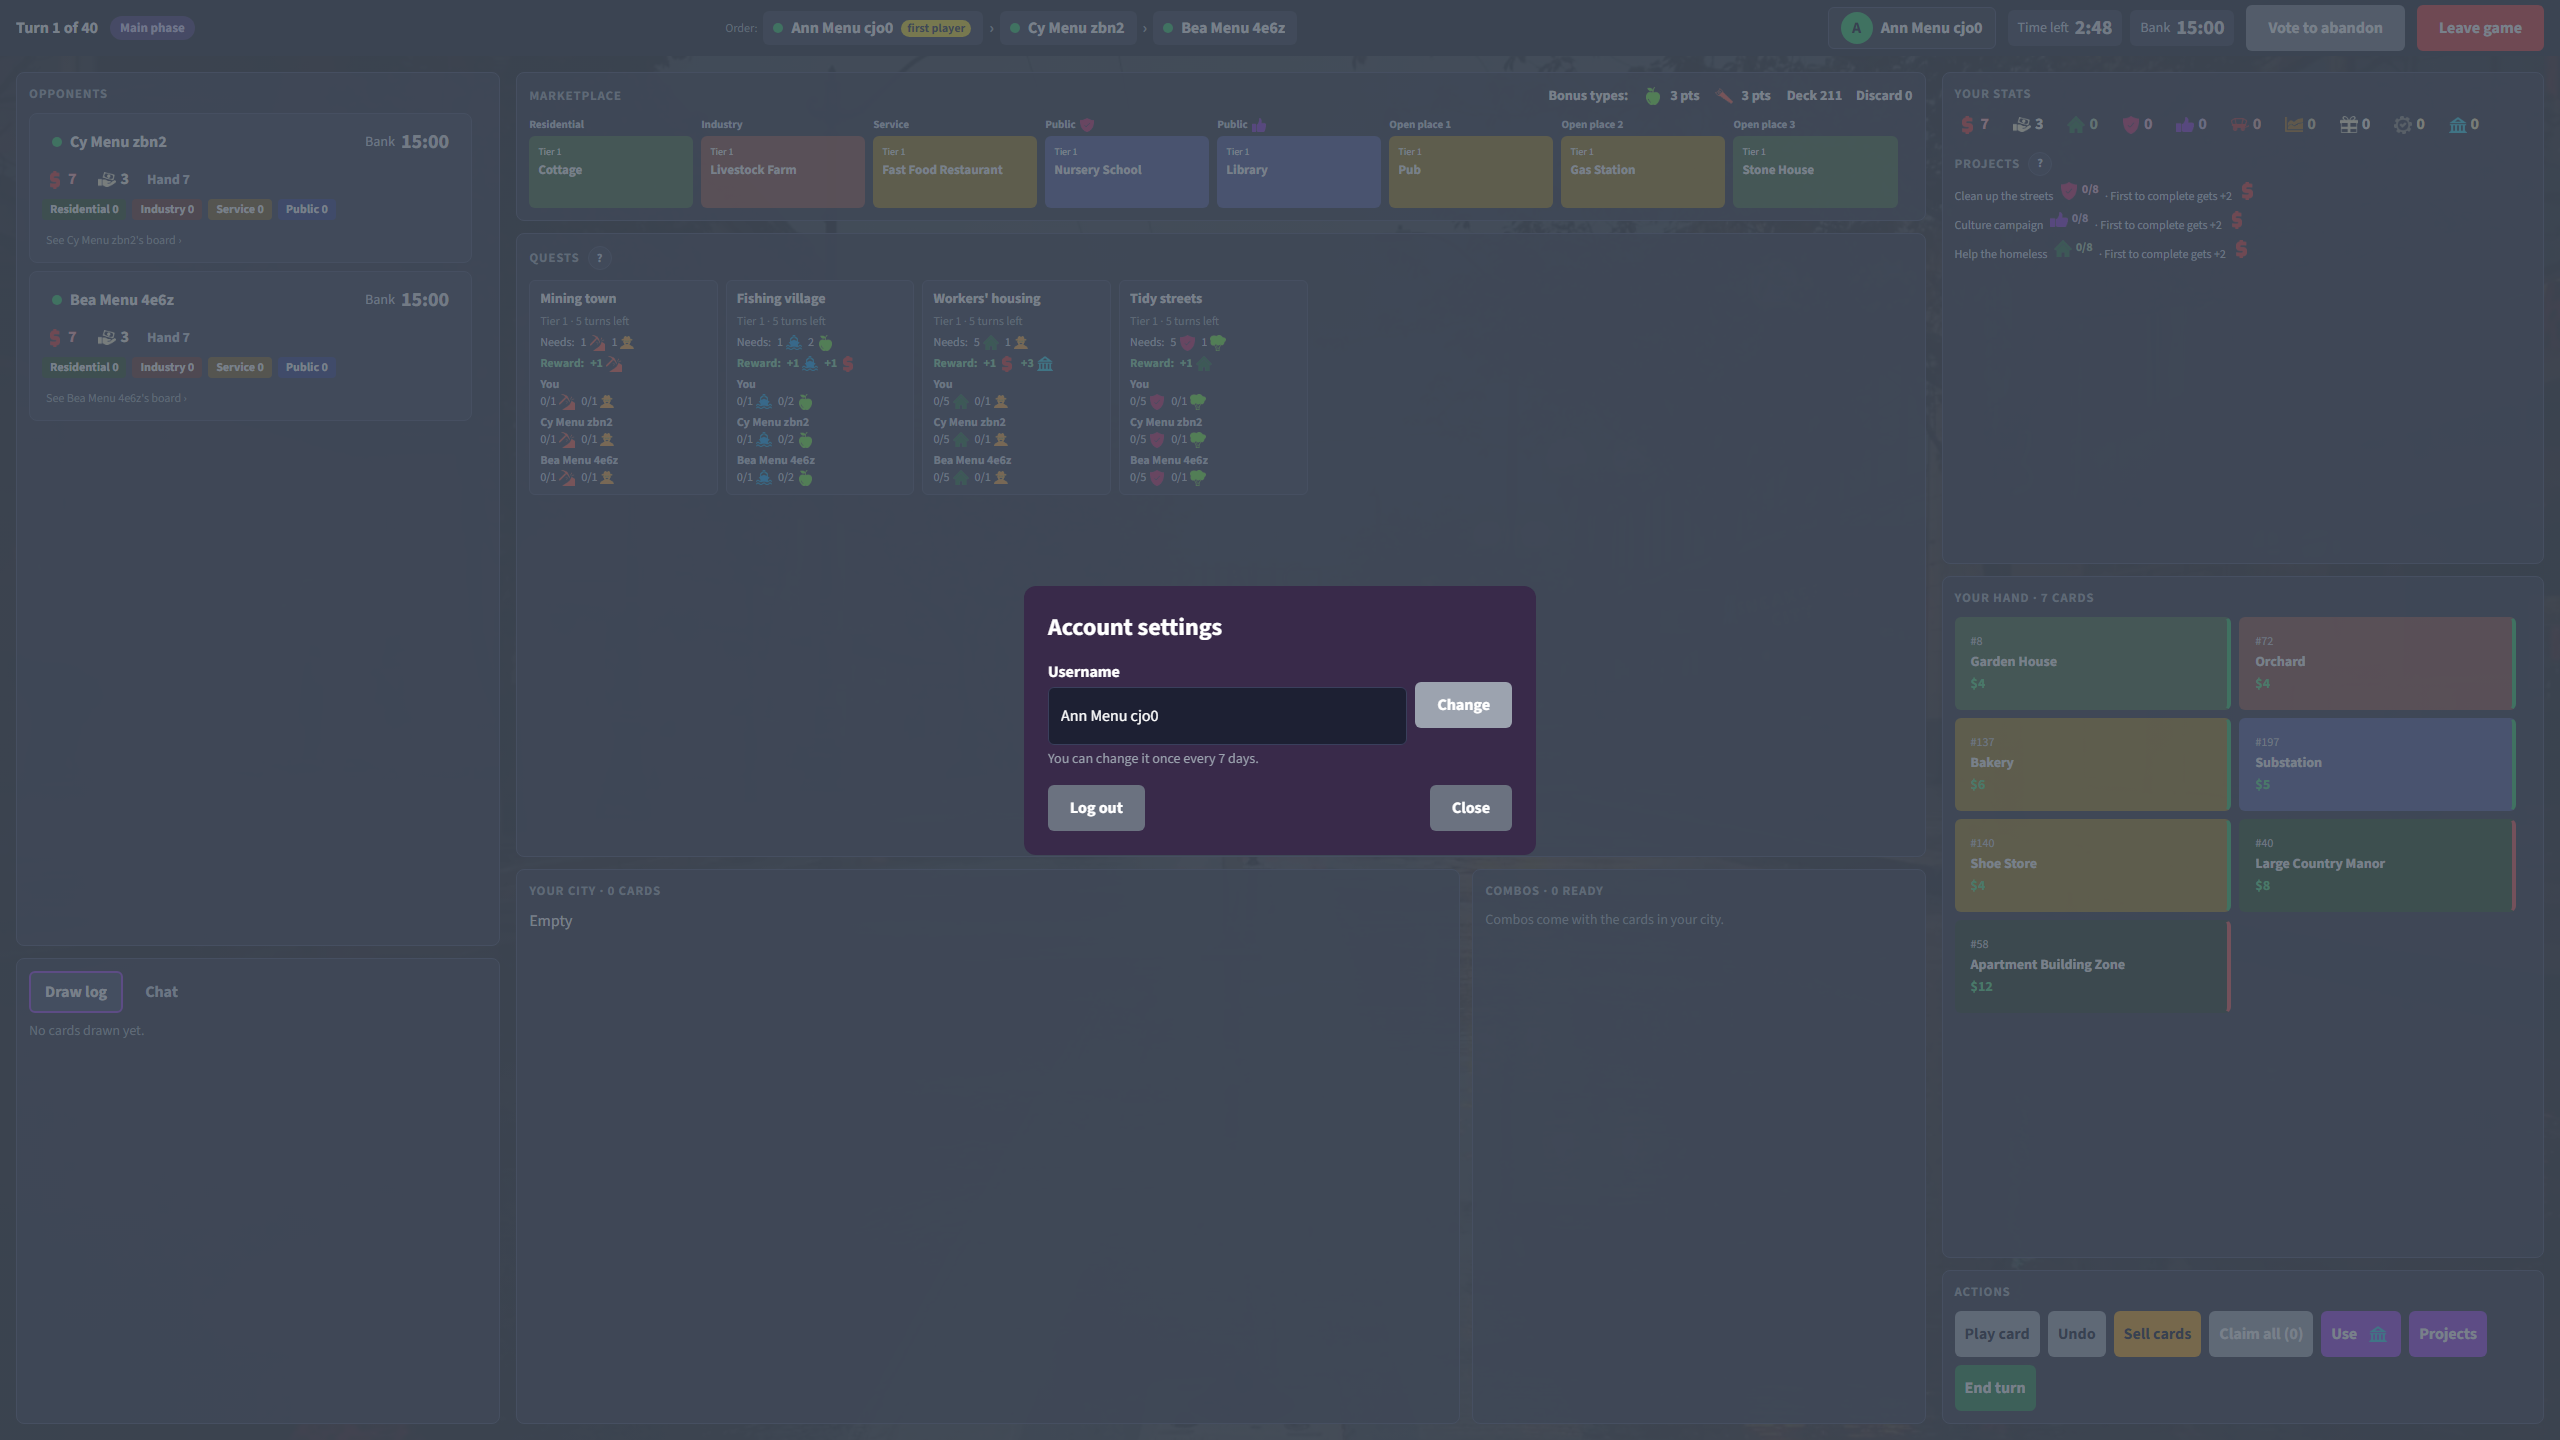 Turn 1 of 40 Main phase
Order: Ann Menu cjo0 first player › Cy Menu zbn2 › Bea Menu 4e6z
A Ann Menu cjo0 Time left 2:48 Bank 15:00 Vote to abandon Leave game
OPPONENTS
Cy Menu zbn2 Bank 15:00
7 3 Hand 7
Residential 0 Industry 0 Service 0 Public 0
See Cy Menu zbn2's board ›
Bea Menu 4e6z Bank 15:00
7 3 Hand 7
Residential 0 Industry 0 Service 0 Public 0
See Bea Menu 4e6z's board ›
Draw log Chat
No cards drawn yet.
MARKETPLACE Bonus types: 3 pts 3 pts Deck 211 Discard 0
Residential Industry Service Public Public Open place 1 Open place 2 Open place 3
Tier 1 Tier 1 Tier 1 Tier 1 Tier 1 Tier 1 Tier 1 Tier 1
Cottage Livestock Farm Fast Food Restaurant Nursery School Library Pub Gas Station Stone House
QUESTS ?
Mining town
Tier 1 · 5 turns left
Needs: 1 1
Reward: +1
You
0/1 0/1
Cy Menu zbn2
0/1 0/1
Bea Menu 4e6z
0/1 0/1
Fishing village
Tier 1 · 5 turns left
Needs: 1 2
Reward: +1 +1
You
0/1 0/2
Cy Menu zbn2
0/1 0/2
Bea Menu 4e6z
0/1 0/2
Workers' housing
Tier 1 · 5 turns left
Needs: 5 1
Reward: +1 +3
You
0/5 0/1
Cy Menu zbn2
0/5 0/1
Bea Menu 4e6z
0/5 0/1
Tidy streets
Tier 1 · 5 turns left
Needs: 5 1
Reward: +1
You
0/5 0/1
Cy Menu zbn2
0/5 0/1
Bea Menu 4e6z
0/5 0/1
Account settings
Username
Ann Menu cjo0 Change
You can change it once every 7 days.
Log out Close
YOUR CITY · 0 CARDS
Empty
COMBOS · 0 READY
Combos come with the cards in your city.
YOUR STATS
7 3 0 0 0 0 0 0 0 0
PROJECTS ?
Clean up the streets 0/8 · First to complete gets +2
Culture campaign 0/8 · First to complete gets +2
Help the homeless 0/8 · First to complete gets +2
YOUR HAND · 7 CARDS
#8
Garden House
$4
#72
Orchard
$4
#137
Bakery
$6
#197
Substation
$5
#140
Shoe Store
$4
#40
Large Country Manor
$8
#58
Apartment Building Zone
$12
ACTIONS
Play card Undo Sell cards Claim all (0) Use Projects
End turn